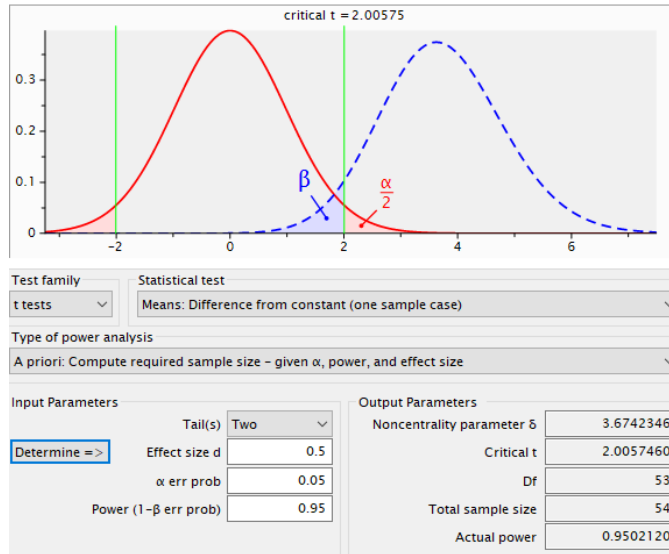 critical t = 2.00575
0.3
0.2
0.1
0
β
α
2
−2
0
2
4
6
Test family
Statistical test
t tests
Means: Difference from constant (one sample case)
Type of power analysis
A priori: Compute required sample size – given α, power, and effect size
Input Parameters
Output Parameters
Tail(s) Two
Noncentrality parameter δ 3.6742346
Determine =>
Effect size d 0.5
Critical t 2.0057460
α err prob 0.05
Df 53
Power (1-β err prob) 0.95
Total sample size 54
Actual power 0.9502120